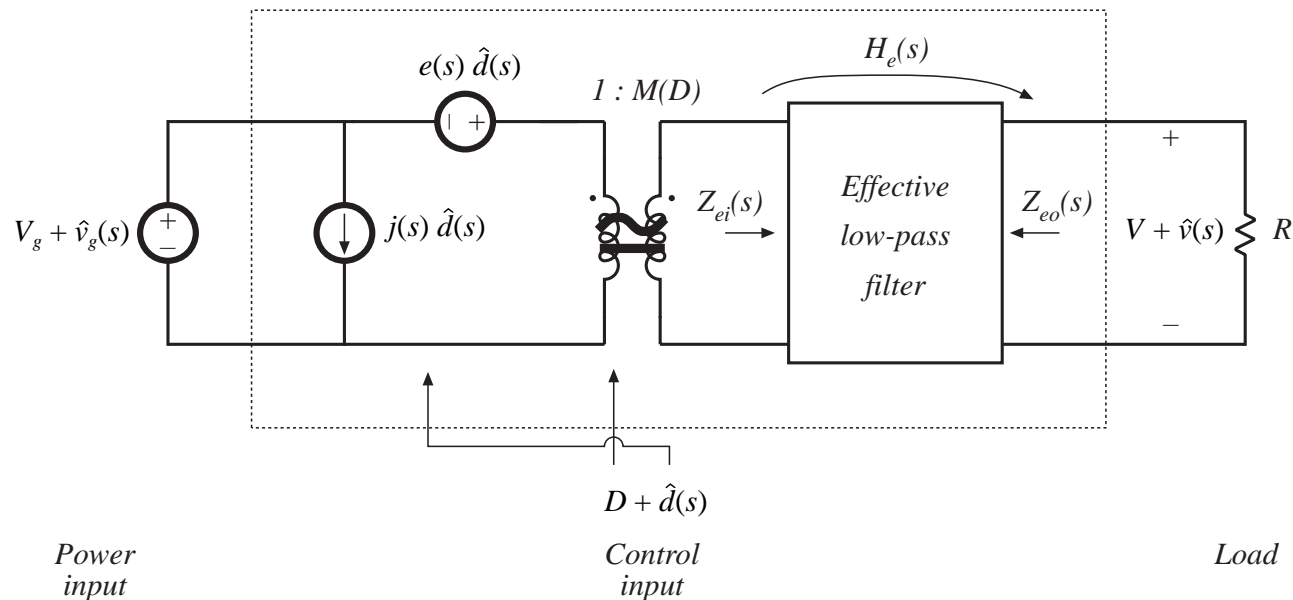 H_e(s)
e(s) d̂(s)
1 : M(D)
+
Effective
low-pass
filter
Z_ei(s)
Z_eo(s)
V_g + v̂_g(s)
+
–
j(s) d̂(s)
+
V + v̂(s)
–
R
D + d̂(s)
Power
input
Control
input
Load